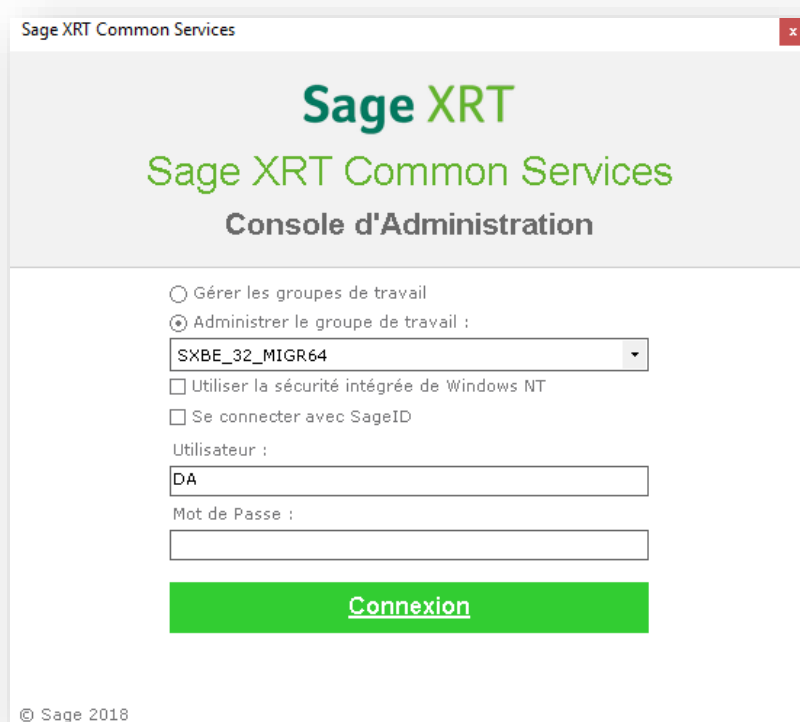 Sage XRT Common Services
x
Sage XRT
Sage XRT Common Services
Console d'Administration
Gérer les groupes de travail
Administrer le groupe de travail :
SXBE_32_MIGR64
Utiliser la sécurité intégrée de Windows NT
Se connecter avec SageID
Utilisateur :
DA
Mot de Passe :
Connexion
© Sage 2018